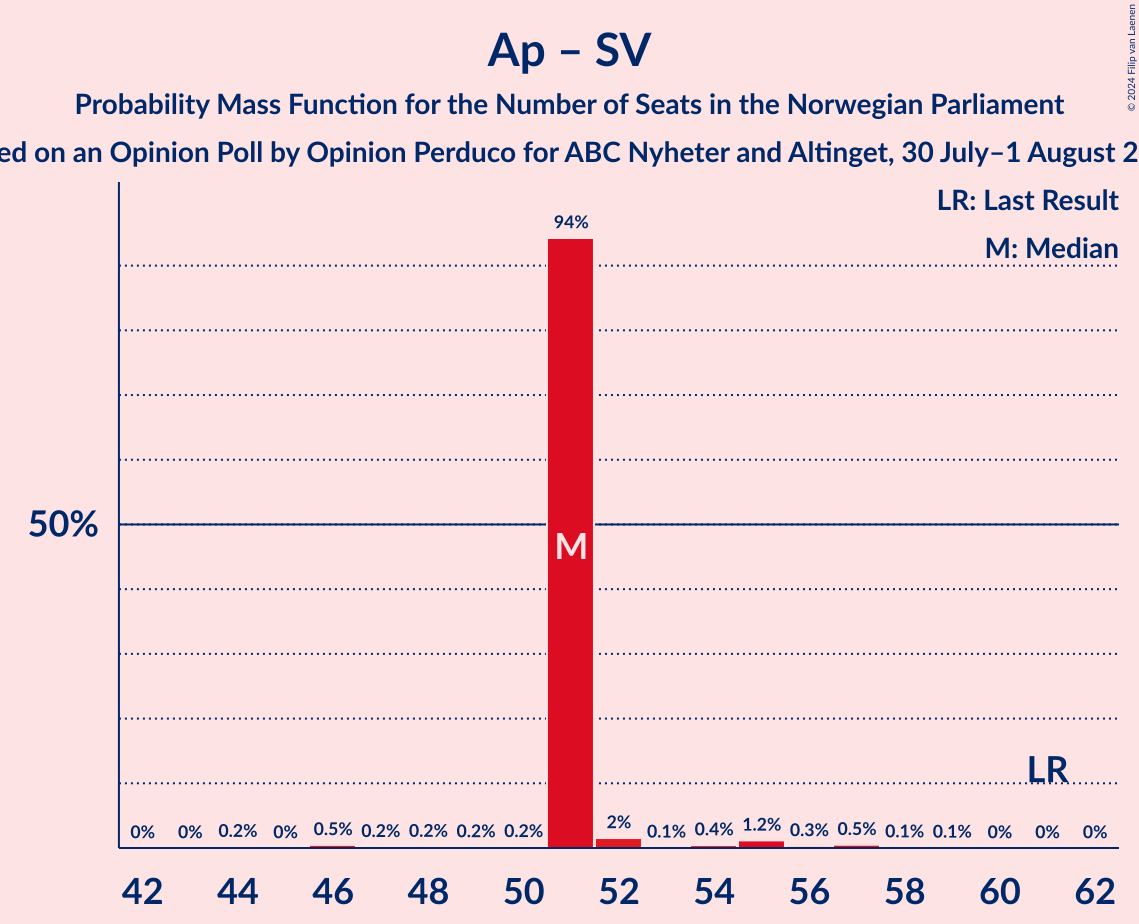 Ap – SV
Probability Mass Function for the Number of Seats in the Norwegian Parliament
ed on an Opinion Poll by Opinion Perduco for ABC Nyheter and Altinget, 30 July–1 August 2
© 2024 Filip van Laenen
LR: Last Result
M: Median
94%
50%
M
LR
0% 0% 0.2% 0% 0.5% 0.2% 0.2% 0.2% 0.2% 2% 0.1% 0.4% 1.2% 0.3% 0.5% 0.1% 0.1% 0% 0% 0%
42 44 46 48 50 52 54 56 58 60 62